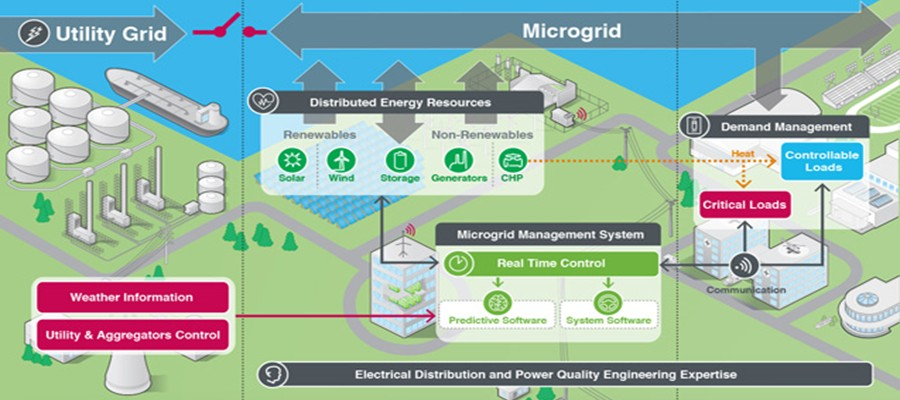 Utility Grid
Microgrid
Distributed Energy Resources
Renewables
Non-Renewables
Solar
Wind
Storage
Generators
CHP
Demand Management
Heat
Controllable
Loads
Critical Loads
Microgrid Management System
Real Time Control
Predictive Software
System Software
Communication
Weather Information
Utility & Aggregators Control
Electrical Distribution and Power Quality Engineering Expertise